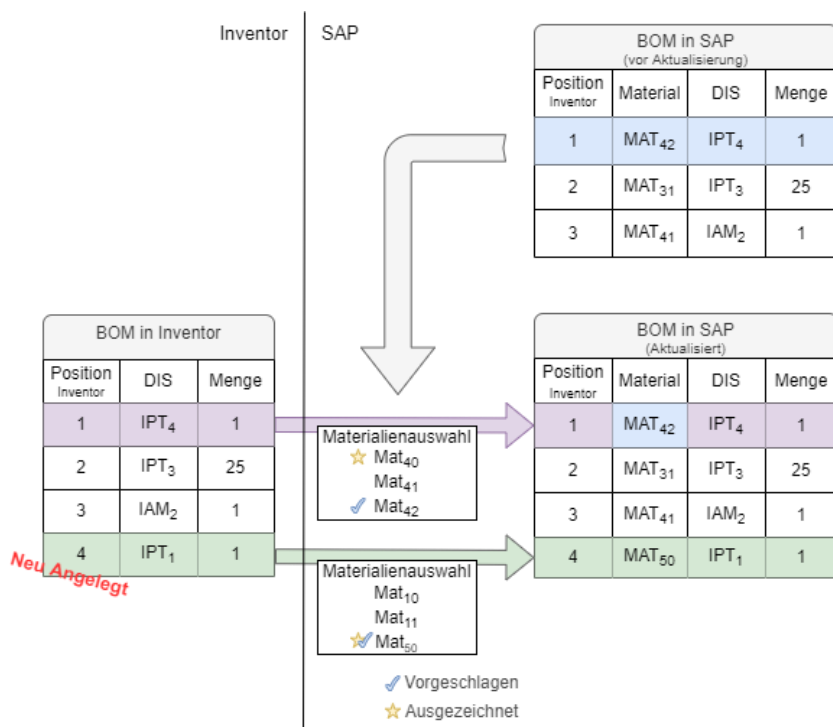 Inventor
SAP
BOM in SAP
(vor Aktualisierung)
Position Inventor Material DIS Menge
1 MAT₄₂ IPT₄ 1
2 MAT₃₁ IPT₃ 25
3 MAT₄₁ IAM₂ 1
BOM in Inventor
Position Inventor DIS Menge
1 IPT₄ 1
2 IPT₃ 25
3 IAM₂ 1
4 IPT₁ 1
Neu Angelegt
Materialienauswahl
Mat₄₀
Mat₄₁
Mat₄₂
Materialienauswahl
Mat₁₀
Mat₁₁
Mat₅₀
BOM in SAP
(Aktualisiert)
Position Inventor Material DIS Menge
1 MAT₄₂ IPT₄ 1
2 MAT₃₁ IPT₃ 25
3 MAT₄₁ IAM₂ 1
4 MAT₅₀ IPT₁ 1
Vorgeschlagen
Ausgezeichnet